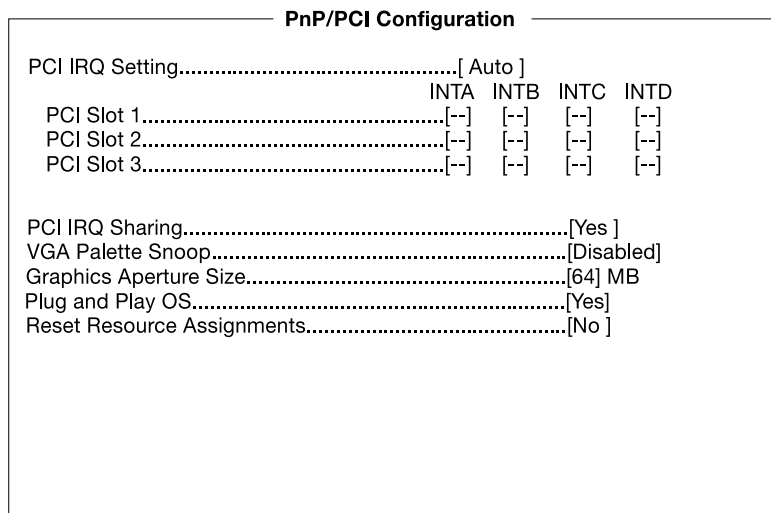 PnP/PCI Configuration
PCI IRQ Setting................................................[ Auto ]
INTA INTB INTC INTD
PCI Slot 1....................................................[--] [--] [--] [--]
PCI Slot 2....................................................[--] [--] [--] [--]
PCI Slot 3....................................................[--] [--] [--] [--]
PCI IRQ Sharing..................................................................[Yes ]
VGA Palette Snoop............................................................[Disabled]
Graphics Aperture Size......................................................[64] MB
Plug and Play OS...............................................................[Yes]
Reset Resource Assignments...........................................[No ]